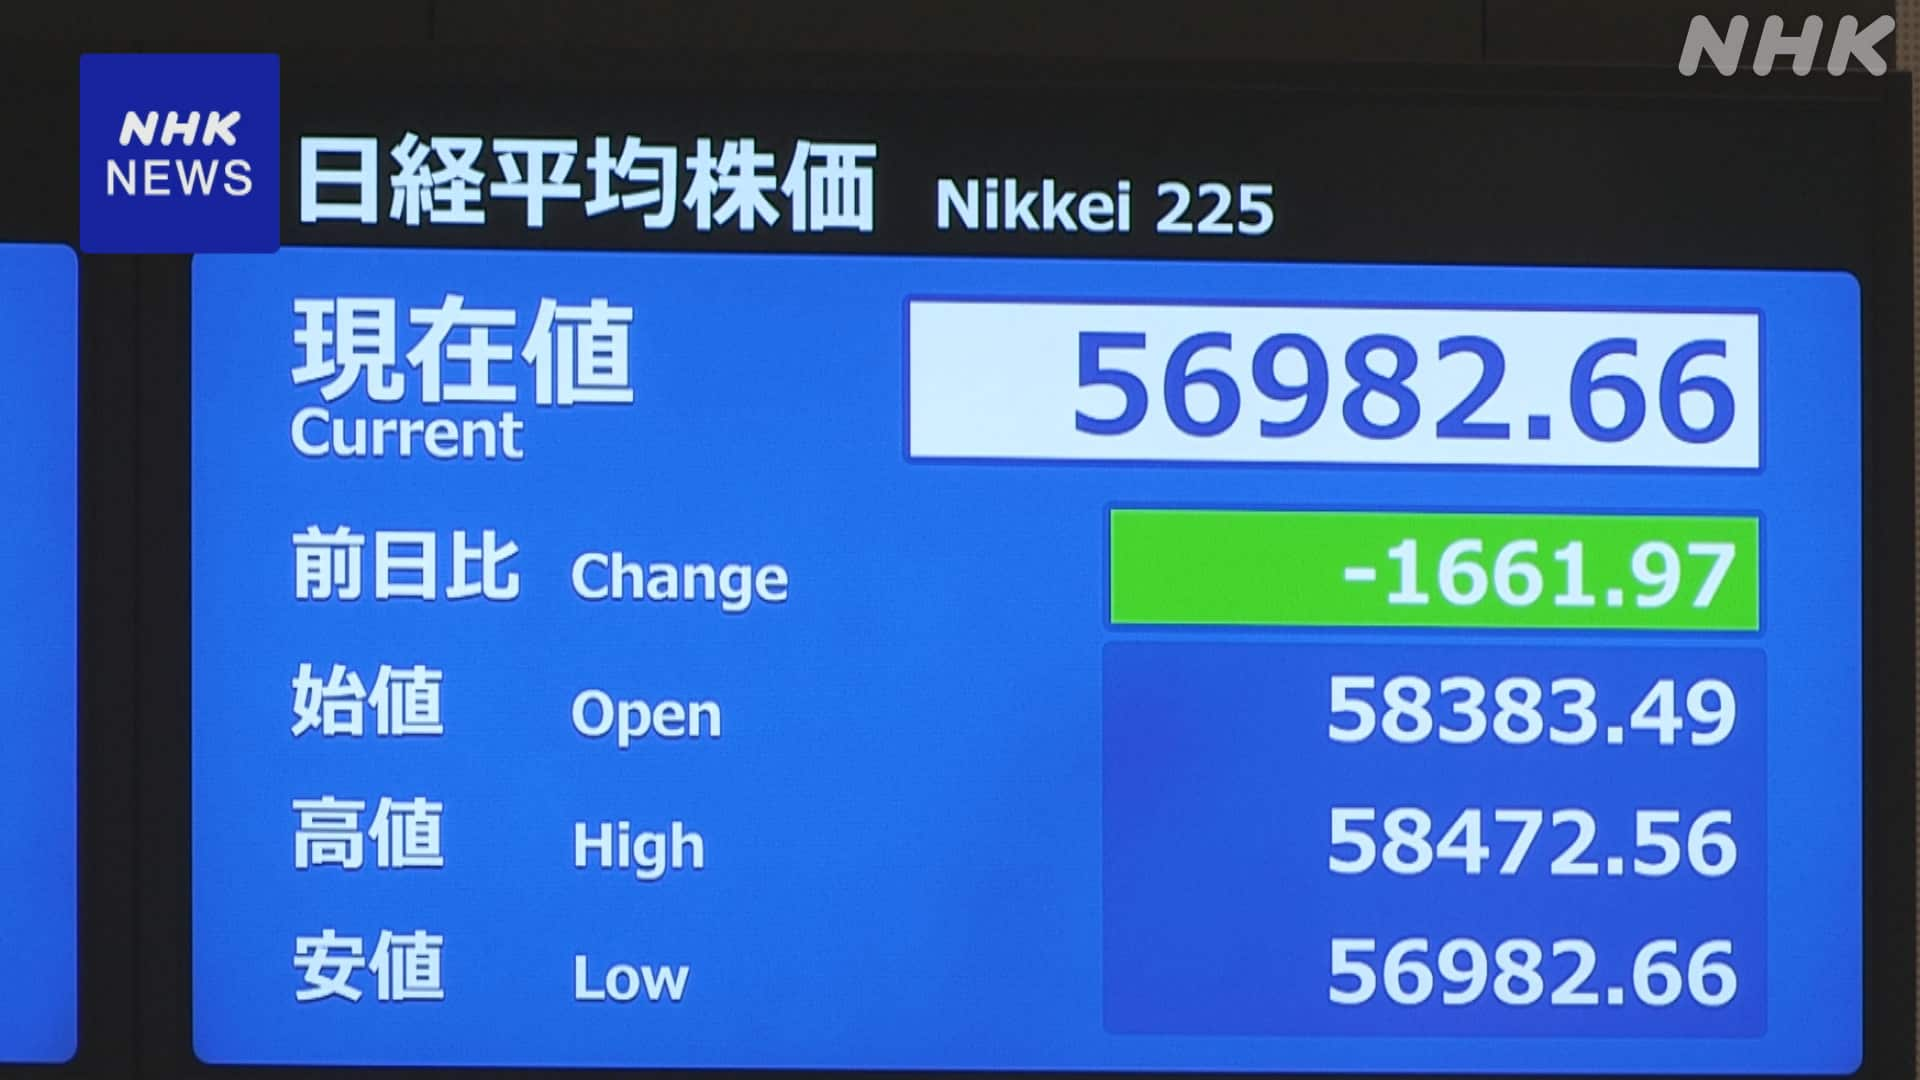 NHK
NHK
NEWS
日経平均株価 Nikkei 225
現在値 56982.66
Current
前日比 Change -1661.97
始値 Open 58383.49
高値 High 58472.56
安値 Low 56982.66